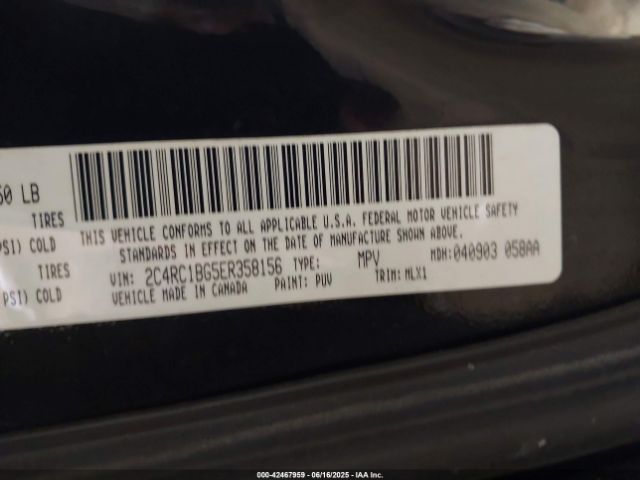 50 LB
TIRES
THIS VEHICLE CONFORMS TO ALL APPLICABLE U.S.A. FEDERAL MOTOR VEHICLE SAFETY
PSI) COLD STANDARDS IN EFFECT ON THE DATE OF MANUFACTURE SHOWN ABOVE.
TIRES VIN: 2C4RC1BG5ER358156 TYPE: MPV MDH: 040903 058AA
PSI) COLD VEHICLE MADE IN CANADA PAINT: PUV TRIM: MLX1
000-42467959 - 06/16/2025 - IAA Inc.